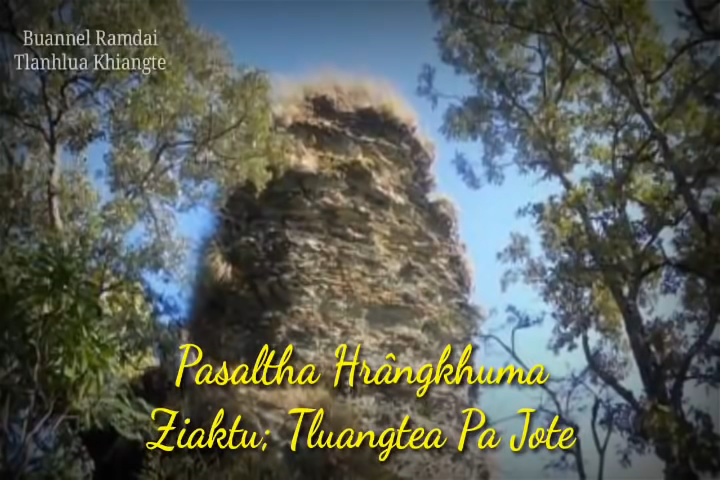 Buannel Ramdai
Tlanhlua Khiangte
Pasaltha Hrângkhuma
Ziaktu; Tluangtea Pa Jote